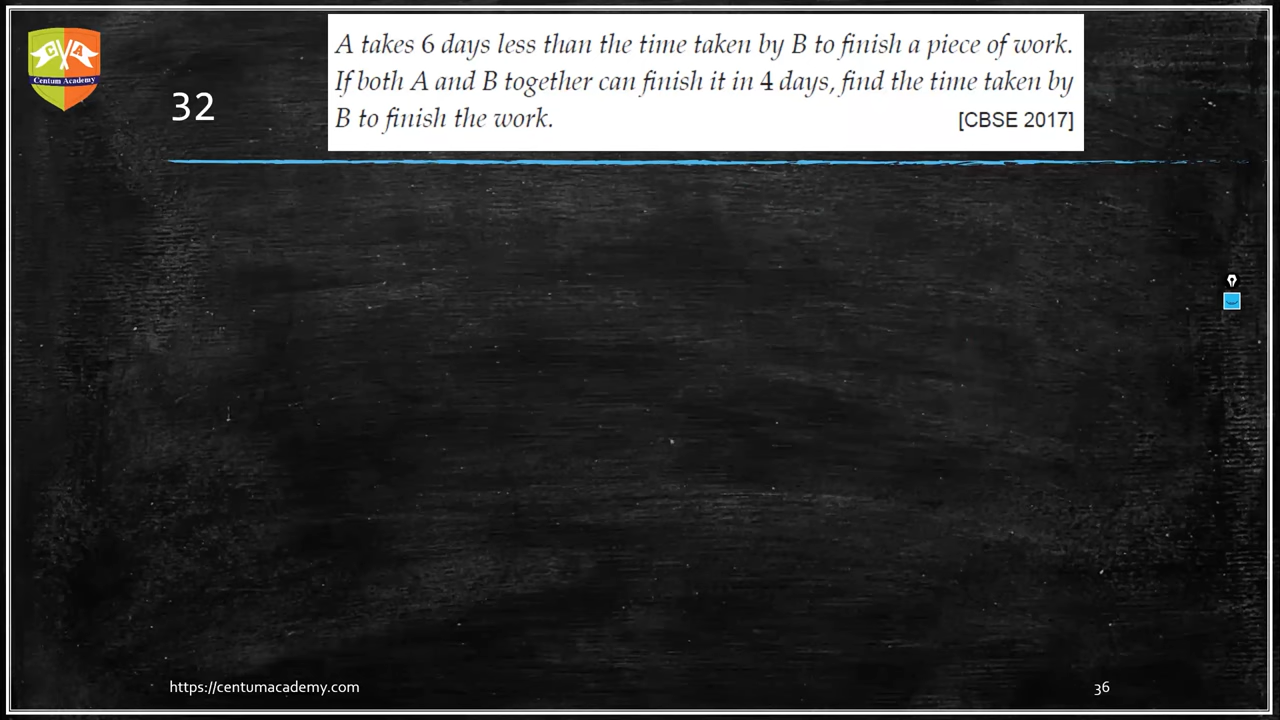 C A
Centum Academy
32
A takes 6 days less than the time taken by B to finish a piece of work.
If both A and B together can finish it in 4 days, find the time taken by
B to finish the work. [CBSE 2017]
https://centumacademy.com
36